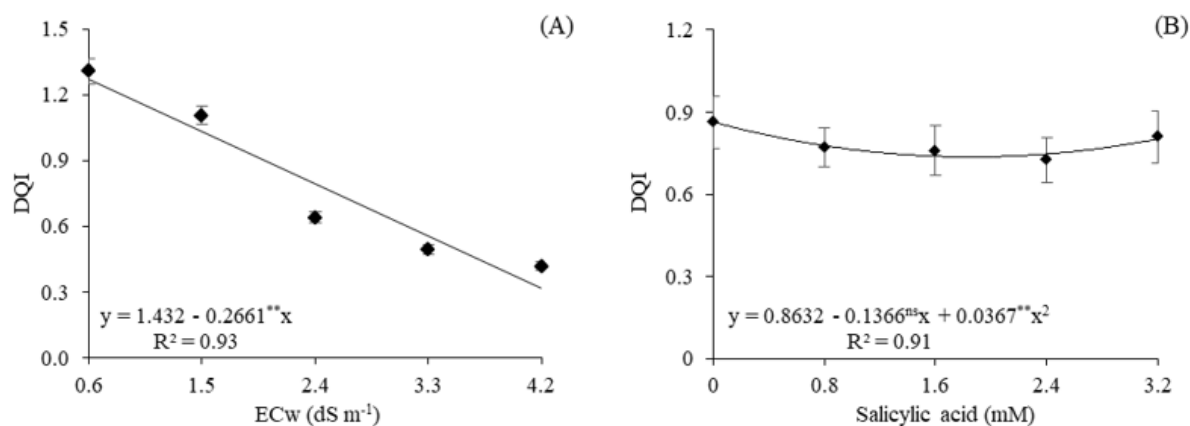 (A)
1.5
1.2
0.9
0.6
0.3
0.0
DQI
y = 1.432 - 0.2661**x
R² = 0.93
0.6 1.5 2.4 3.3 4.2
ECw (dS m⁻¹)
(B)
1.2
0.9
0.6
0.3
0
DQI
y = 0.8632 - 0.1366ⁿˢx + 0.0367**x²
R² = 0.91
0 0.8 1.6 2.4 3.2
Salicylic acid (mM)